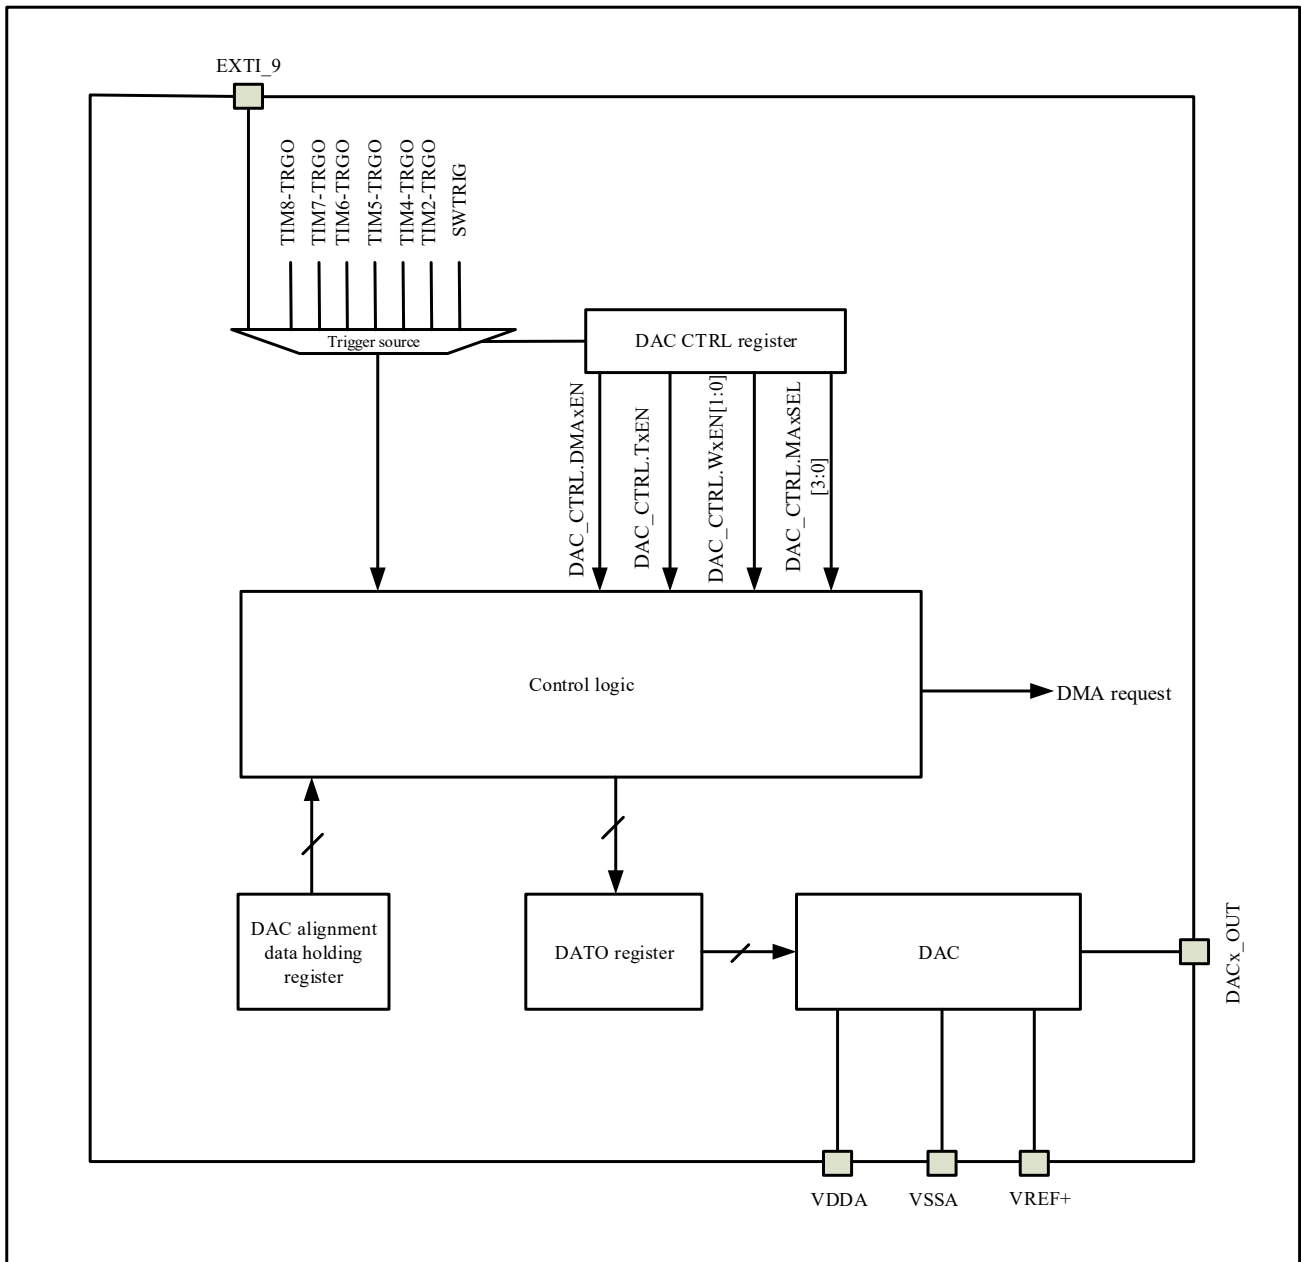 EXTI_9
TIM8-TRGO
TIM7-TRGO
TIM6-TRGO
TIM5-TRGO
TIM4-TRGO
TIM2-TRGO
SWTRIG
Trigger source
DAC CTRL register
DAC_CTRL.DMAxEN
DAC_CTRL.TxEN
DAC_CTRL.WxEN[1:0]
DAC_CTRL.MAxSEL
[3:0]
Control logic
DMA request
DAC alignment
data holding
register
DATO register
DAC
DACx_OUT
VDDA
VSSA
VREF+